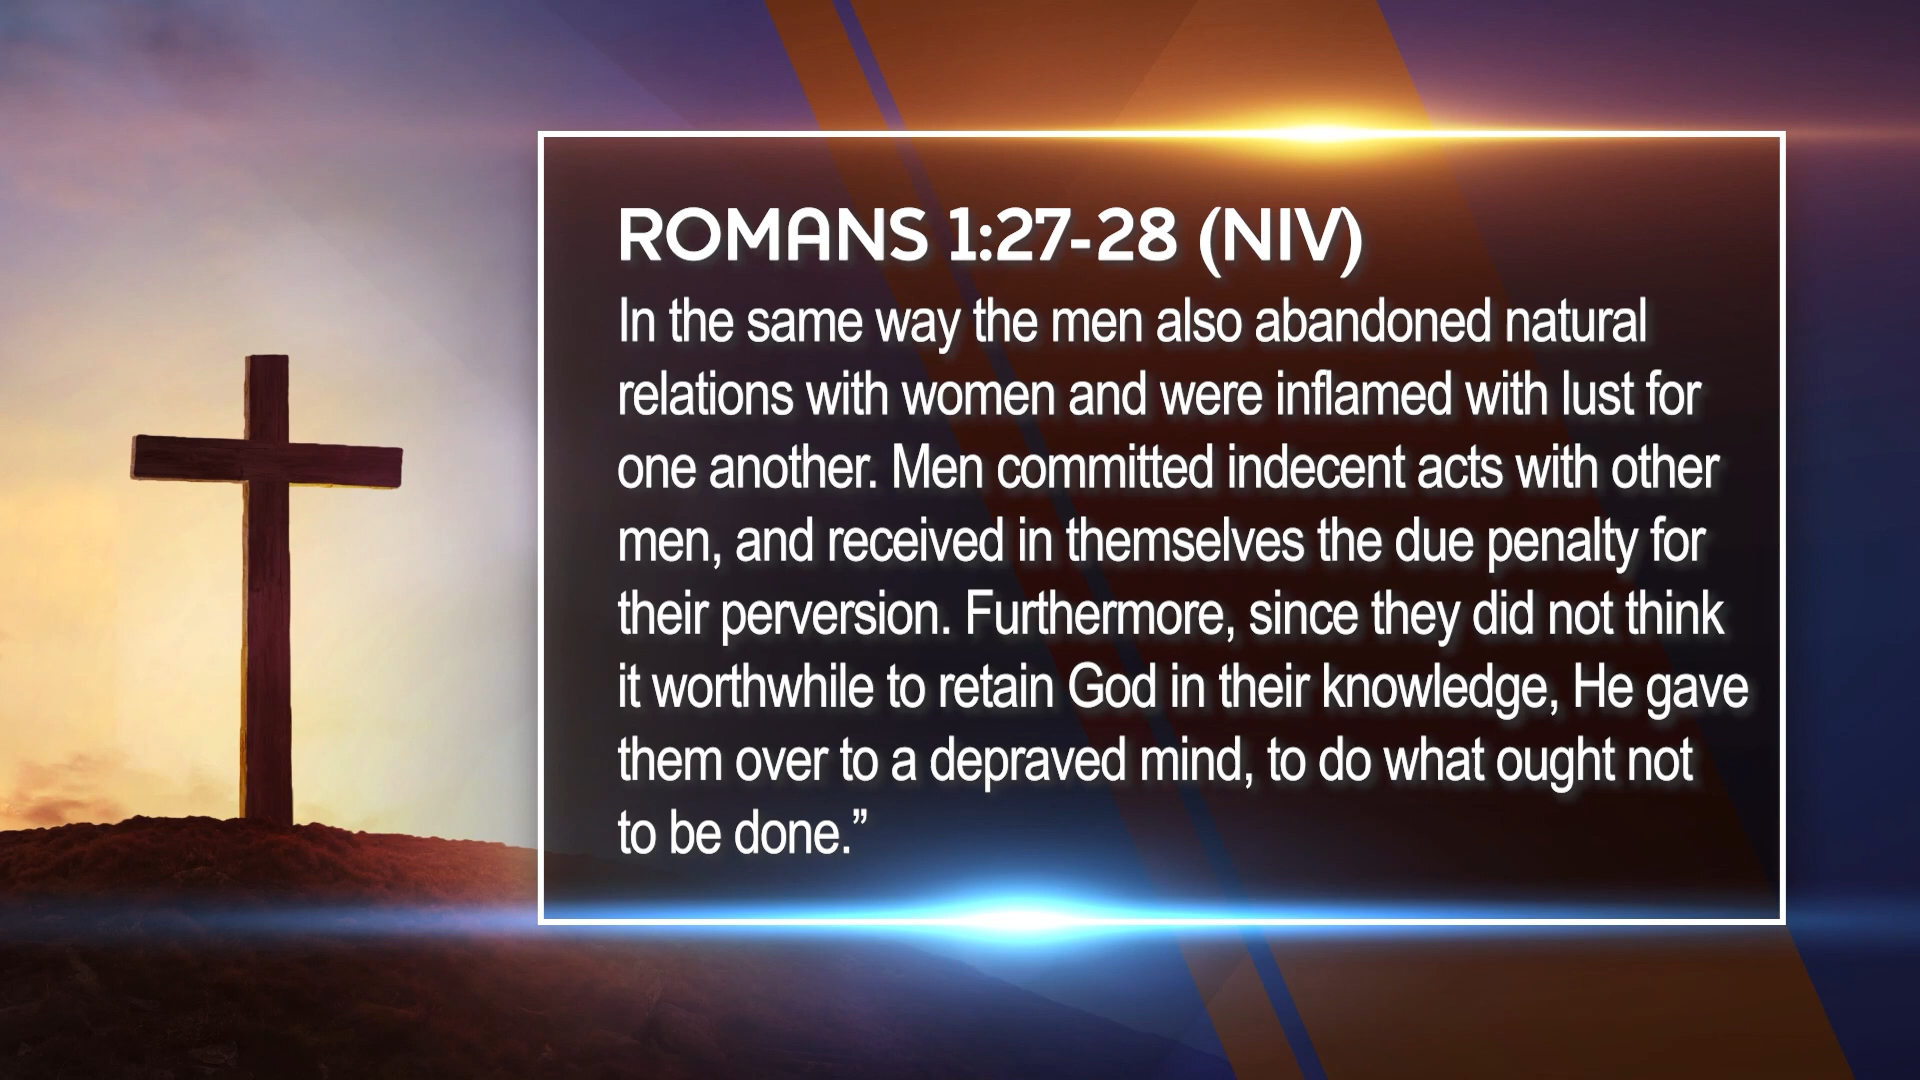 ROMANS 1:27-28 (NIV)
In the same way the men also abandoned natural
relations with women and were inflamed with lust for
one another. Men committed indecent acts with other
men, and received in themselves the due penalty for
their perversion. Furthermore, since they did not think
it worthwhile to retain God in their knowledge, He gave
them over to a depraved mind, to do what ought not
to be done.”